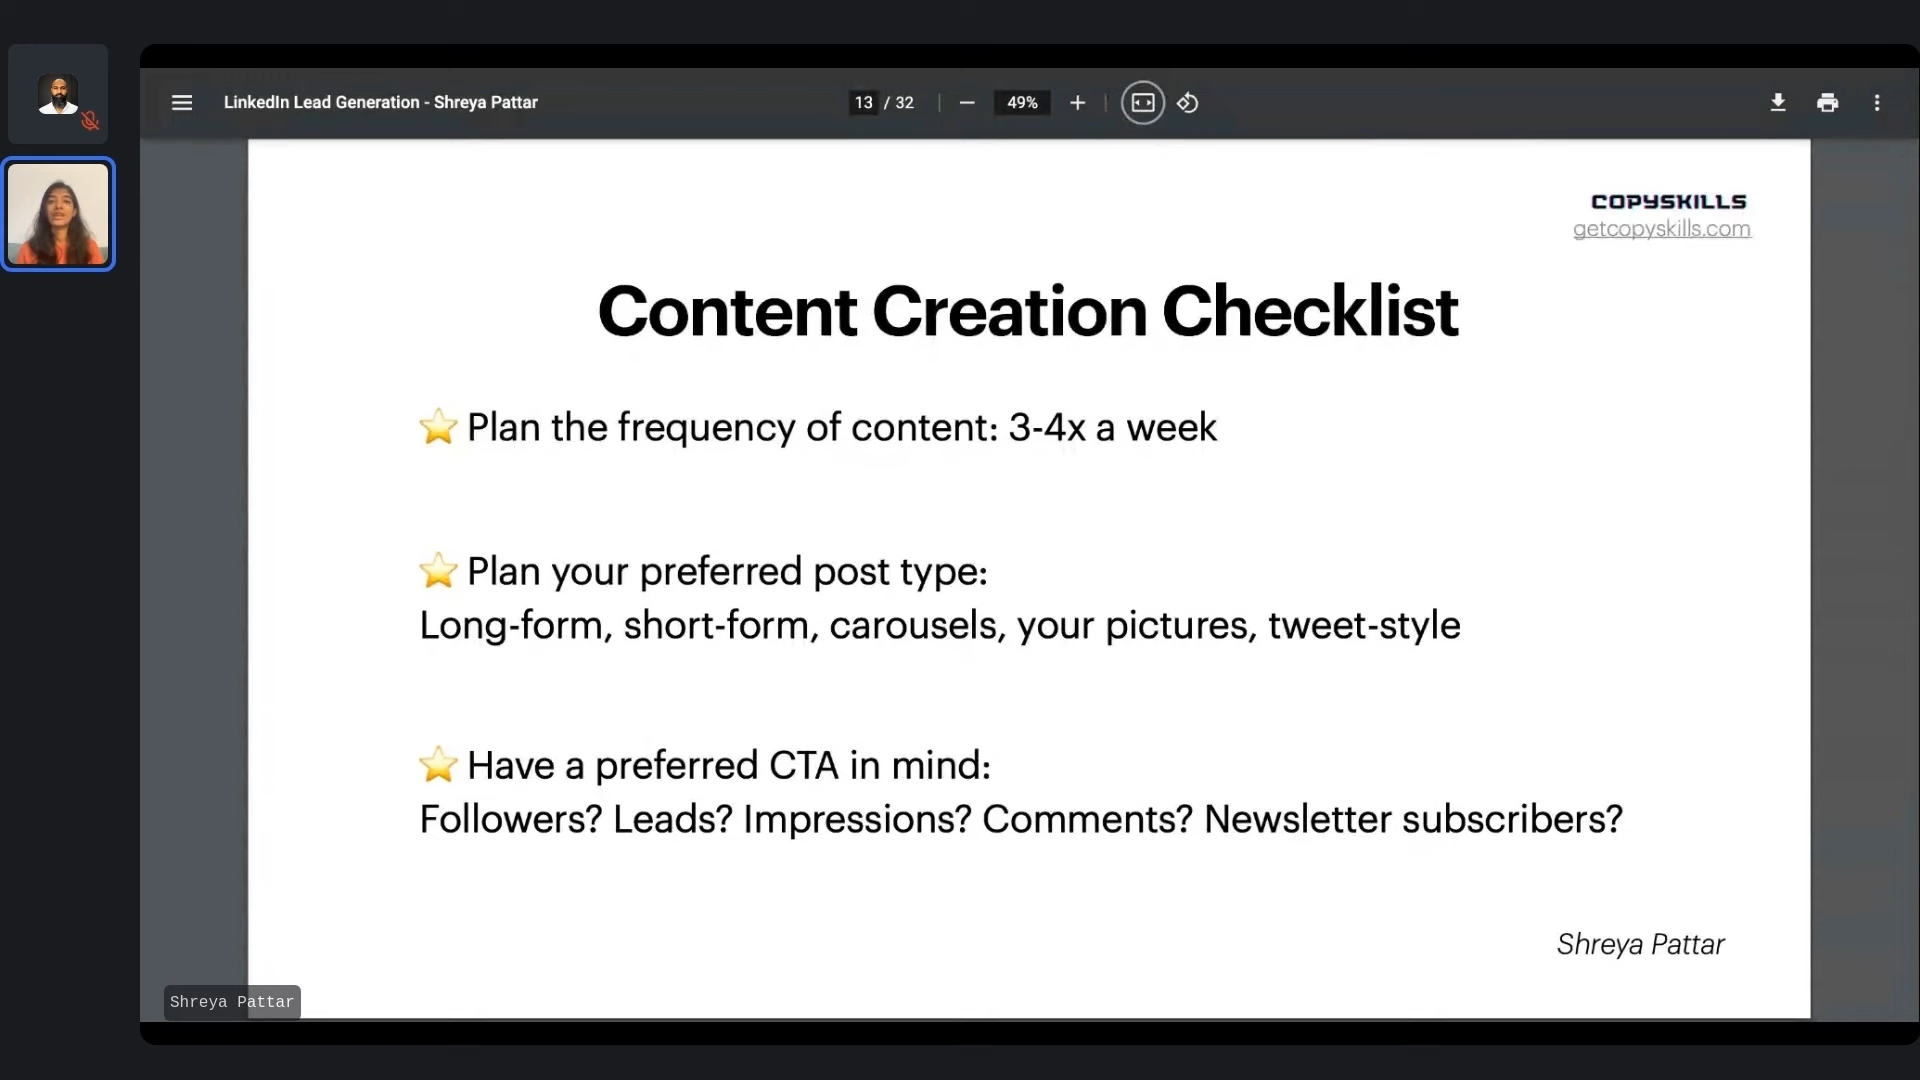 LinkedIn Lead Generation - Shreya Pattar
13 / 32
49%
COPYSKILLS
getcopyskills.com
Content Creation Checklist
⭐ Plan the frequency of content: 3-4x a week
⭐ Plan your preferred post type:
Long-form, short-form, carousels, your pictures, tweet-style
⭐ Have a preferred CTA in mind:
Followers? Leads? Impressions? Comments? Newsletter subscribers?
Shreya Pattar
Shreya Pattar